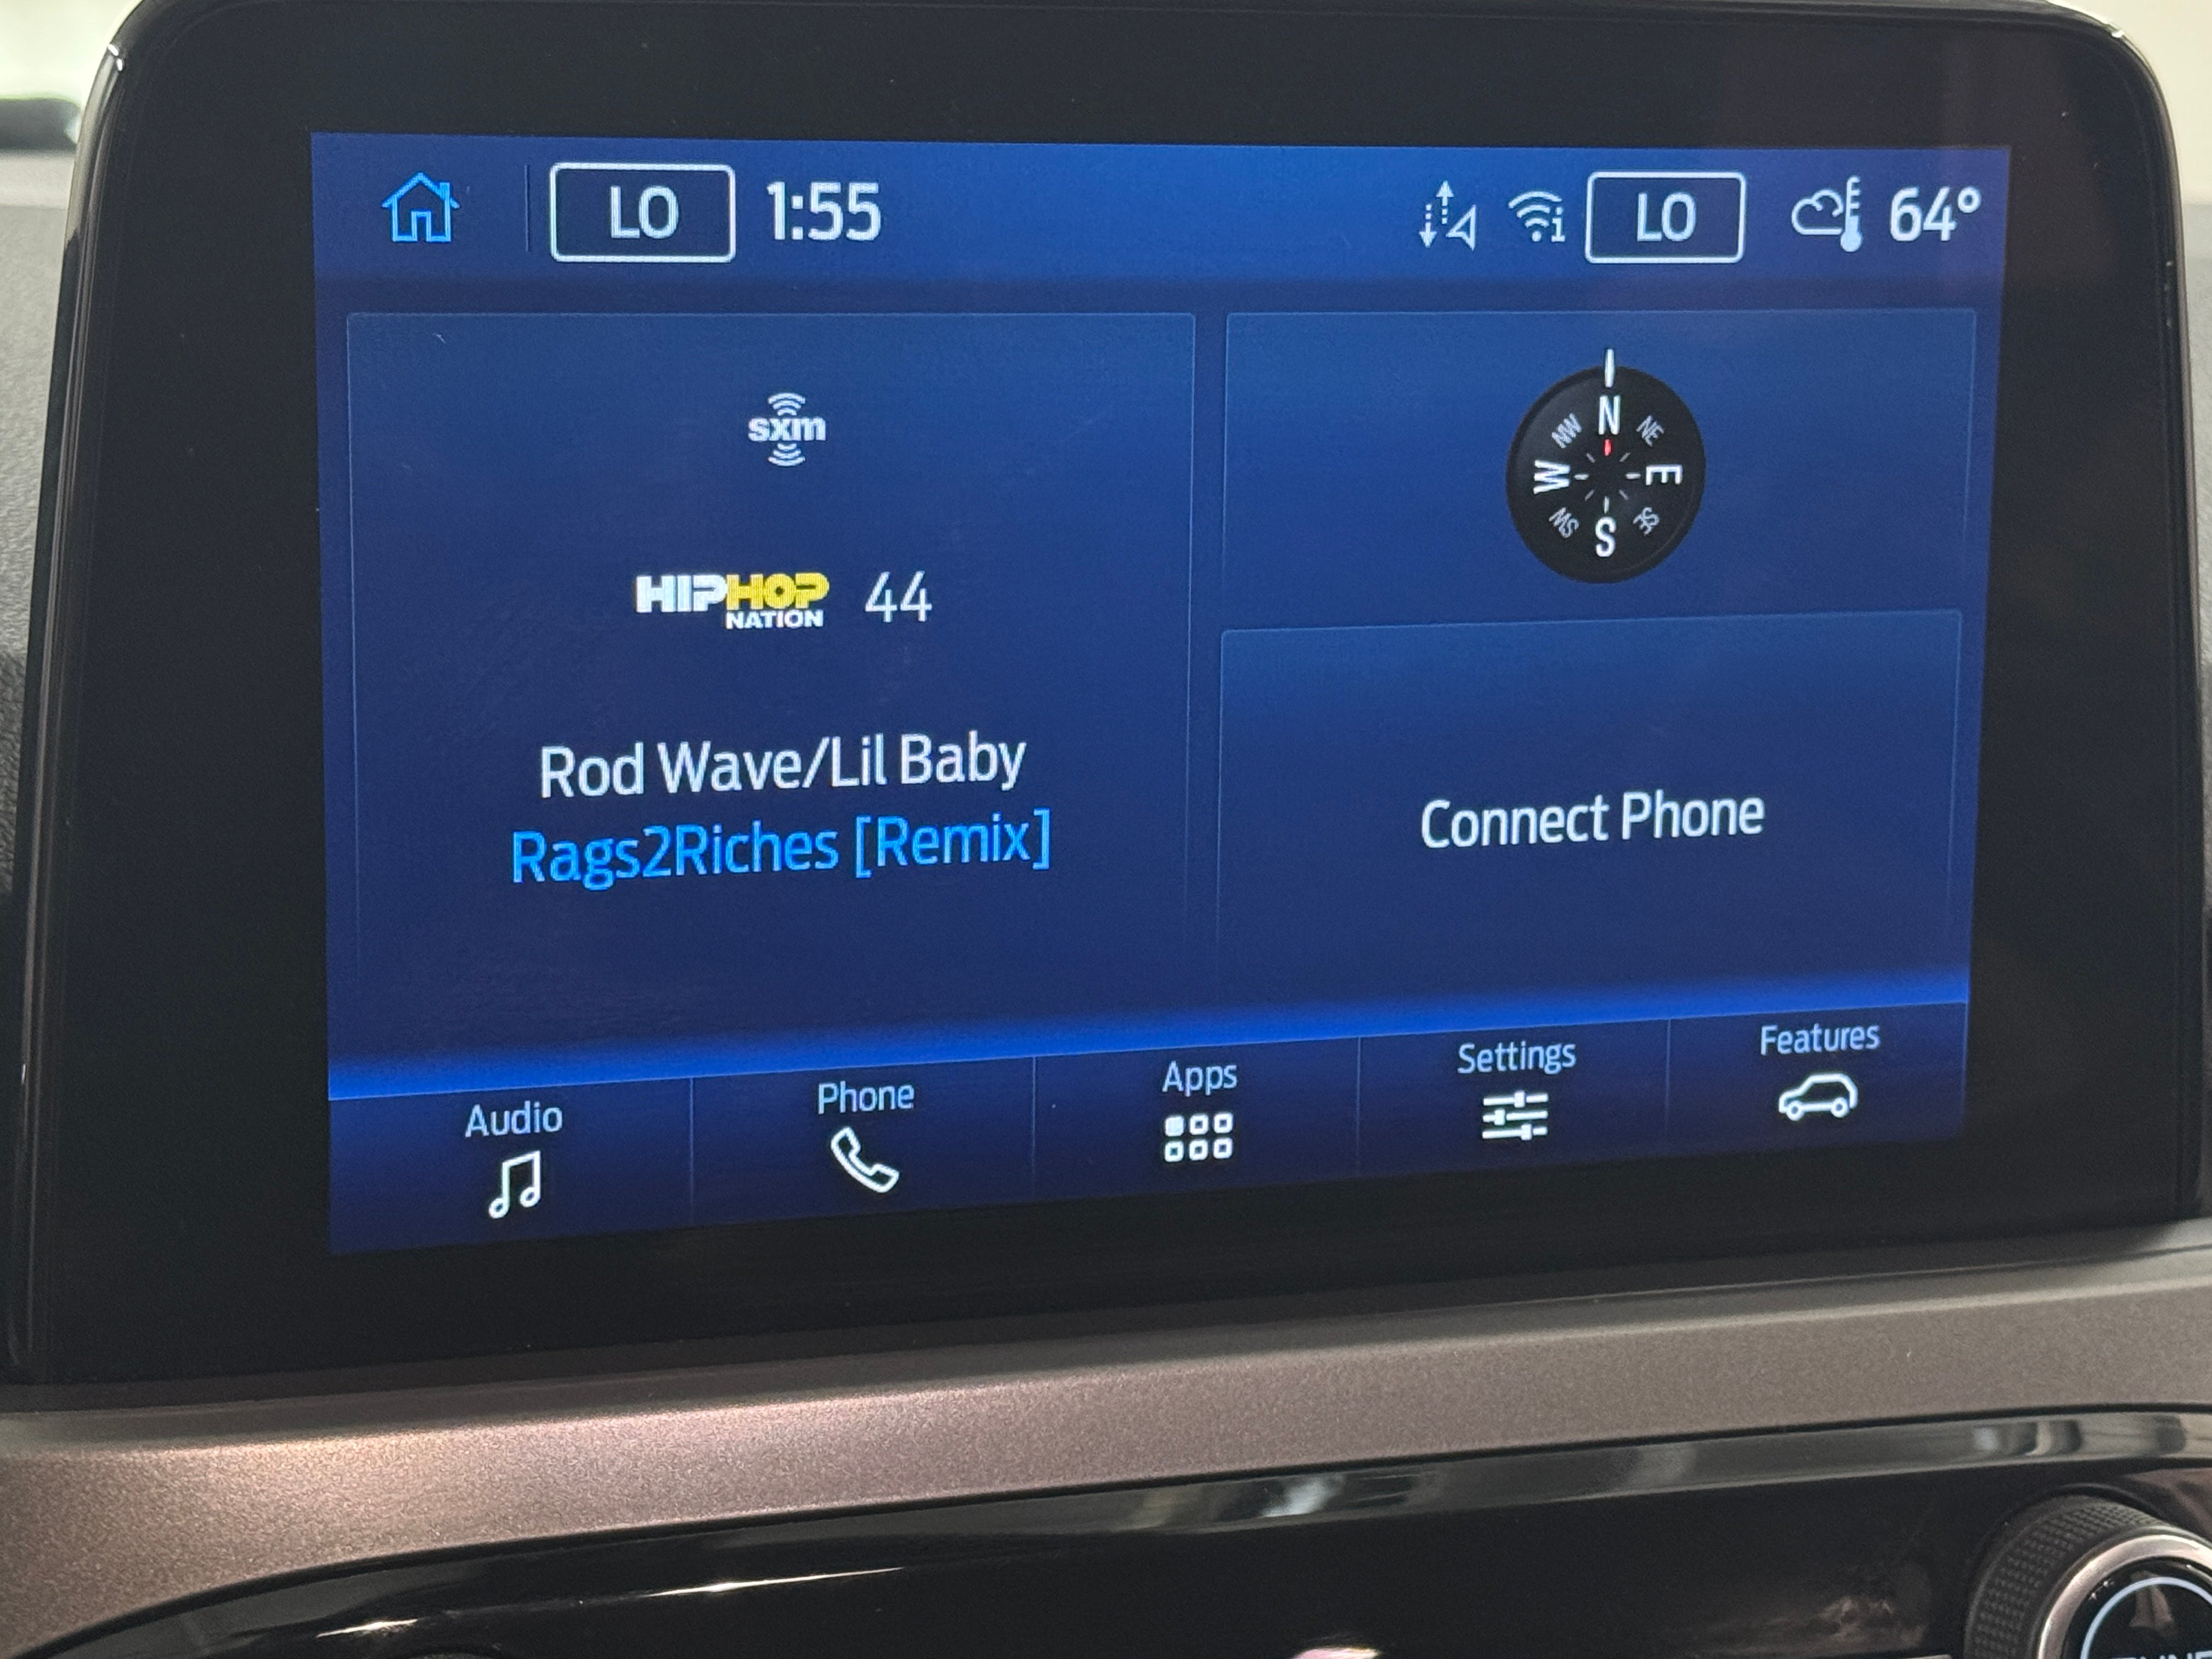 LO 1:55 LO 64°
sxm
HIPHOP NATION 44
Rod Wave/Lil Baby
Rags2Riches [Remix]
N
NW NE
W E
SW SE
S
Connect Phone
Audio Phone Apps Settings Features